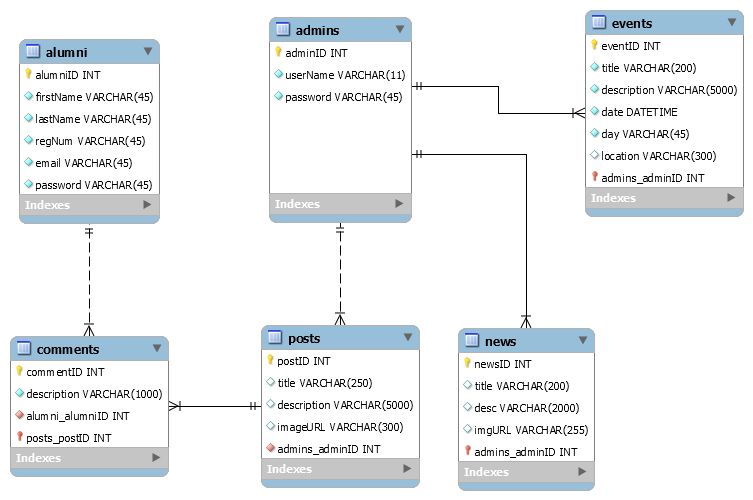 alumni
alumniID INT
firstName VARCHAR(45)
lastName VARCHAR(45)
regNum VARCHAR(45)
email VARCHAR(45)
password VARCHAR(45)
Indexes
admins
adminID INT
userName VARCHAR(11)
password VARCHAR(45)
Indexes
events
eventID INT
title VARCHAR(200)
description VARCHAR(5000)
date DATETIME
day VARCHAR(45)
location VARCHAR(300)
admins_adminID INT
Indexes
comments
commentID INT
description VARCHAR(1000)
alumni_alumniID INT
posts_postID INT
Indexes
posts
postID INT
title VARCHAR(250)
description VARCHAR(5000)
imageURL VARCHAR(300)
admins_adminID INT
Indexes
news
newsID INT
title VARCHAR(200)
desc VARCHAR(2000)
imgURL VARCHAR(255)
admins_adminID INT
Indexes